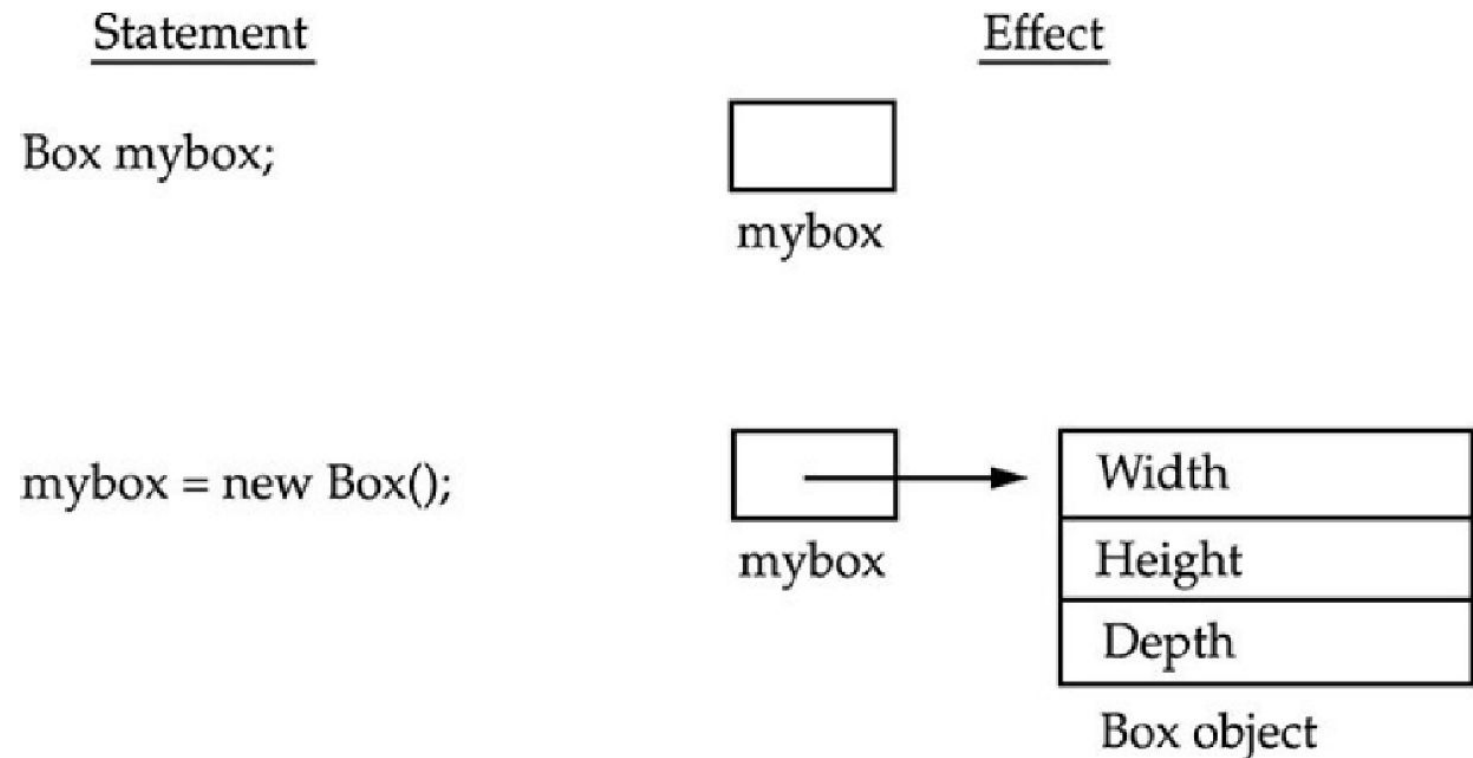 Statement
Effect
Box mybox;
mybox
mybox = new Box();
mybox
Width
Height
Depth
Box object